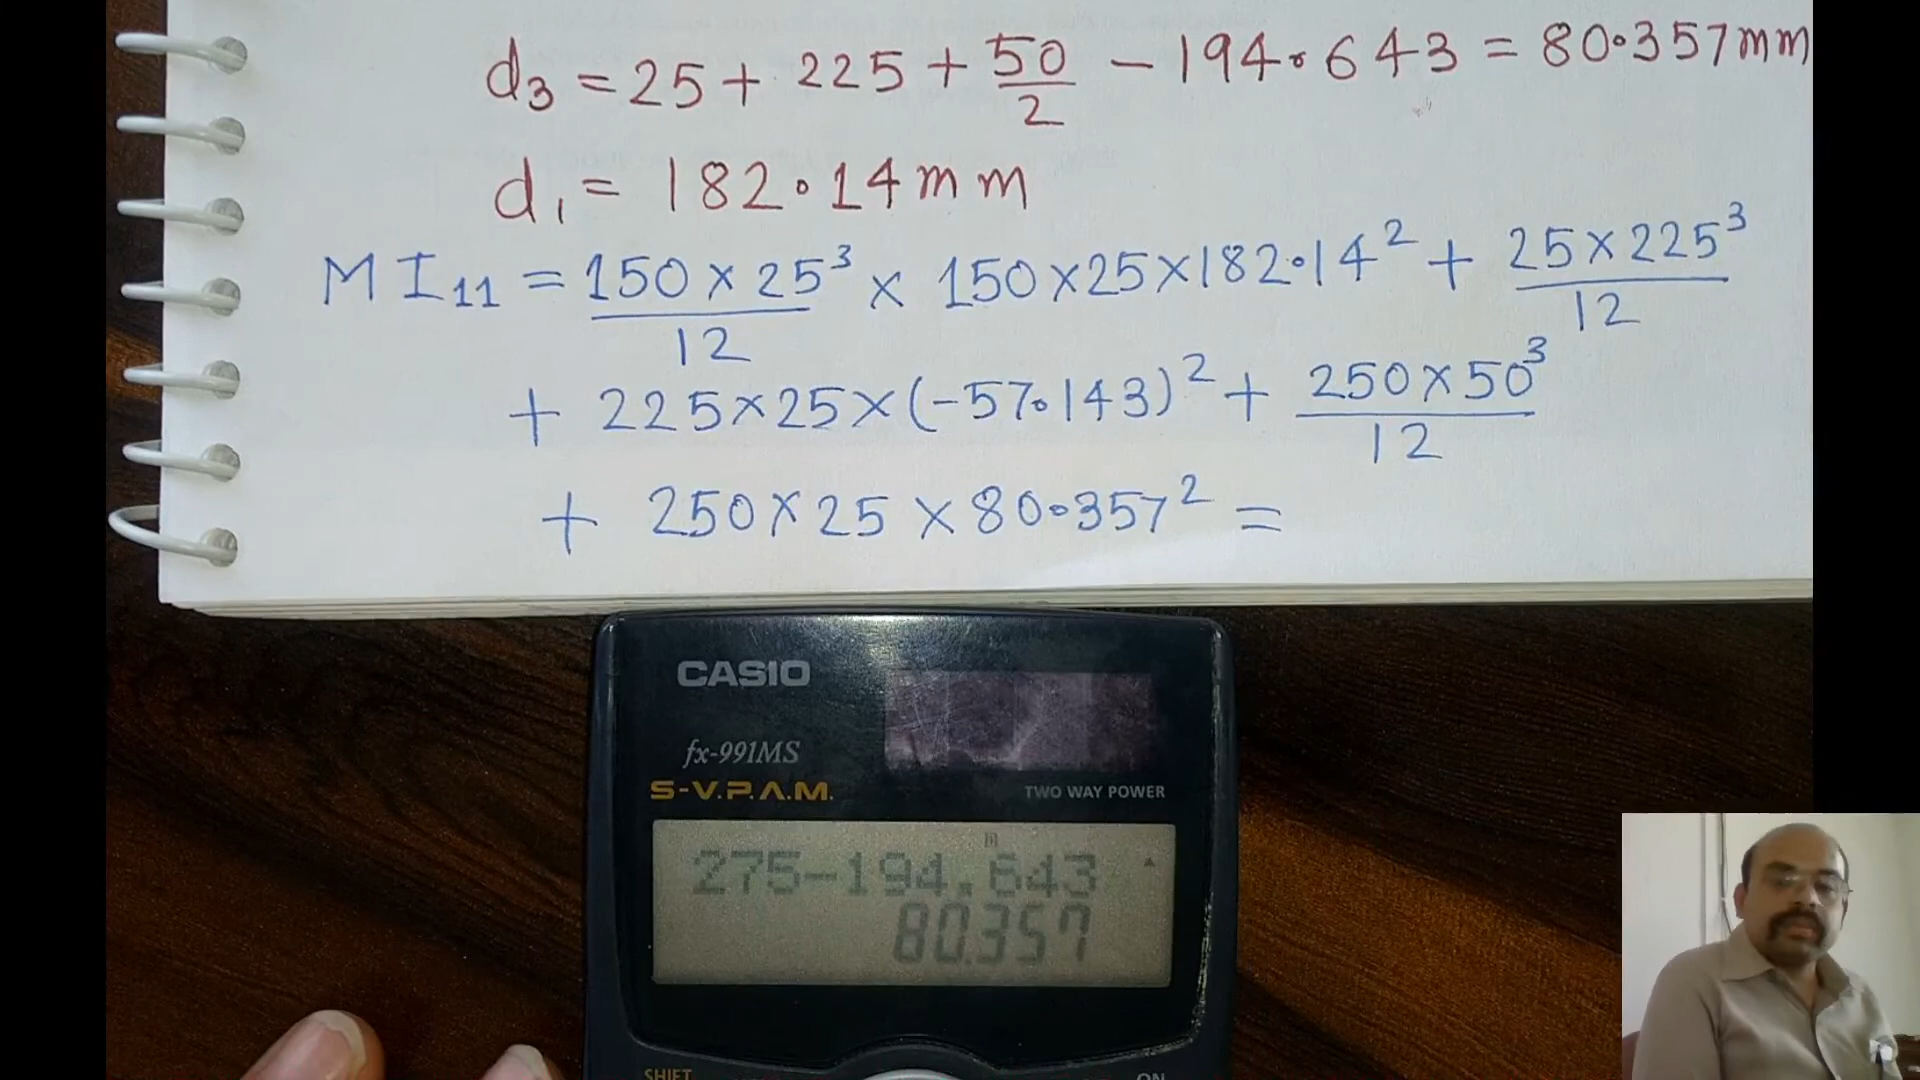 d₃ = 25 + 225 + 50/2 - 194.643 = 80.357mm
d₁ = 182.14mm
MI₁₁ = 150 × 25³/12 × 150×25×182.14² + 25×225³/12
+ 225×25×(-57.143)² + 250×50³/12
+ 250×25×80.357² =
CASIO
fx-991MS
S-V.P.A.M.
TWO WAY POWER
D
275-194.643
80.357
SHIFT
ON